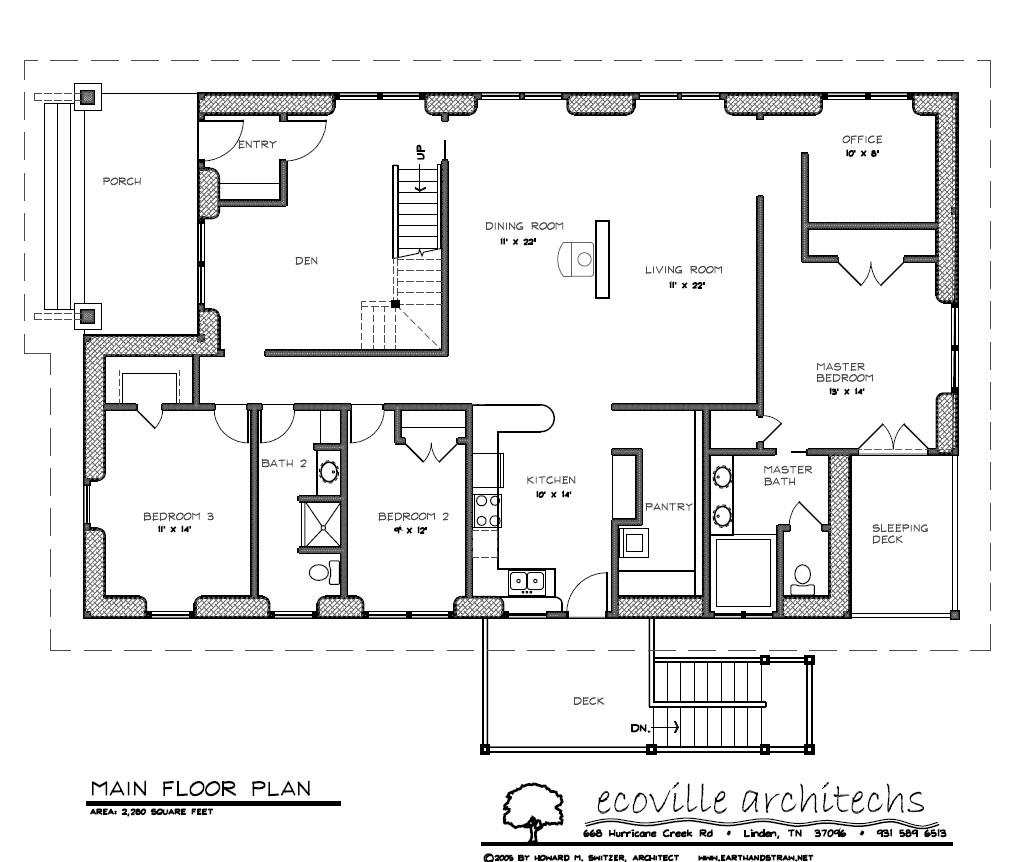 OFFICE
10' X 8'
ENTRY
UP
PORCH
DINING ROOM
11' X 22'
DEN
LIVING ROOM
11' X 22'
MASTER
BEDROOM
13' X 14'
BATH 2
KITCHEN
10' X 14'
MASTER
BATH
PANTRY
BEDROOM 3
11' X 14'
BEDROOM 2
X 12'
SLEEPING
DECK
DECK
DN.
MAIN FLOOR PLAN
AREA: 2,280 SQUARE FEET
ecoville architechs
668 Hurricane Creek Rd • Linden, TN 37096 • 931 589 6513
©2005 BY HOWARD M. SWITZER, ARCHITECT WWW.EARTHANDSTRAW.NET